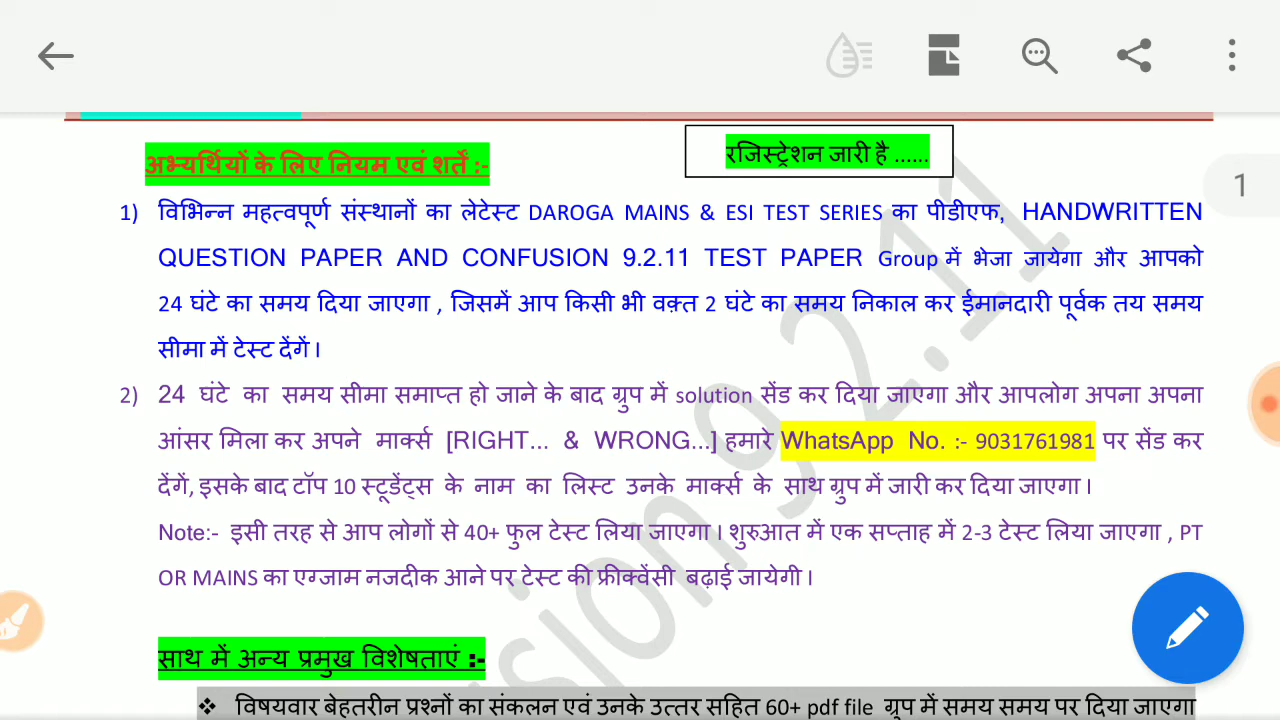 अभ्यर्थियों के लिए नियम एवं शर्तें :-
रजिस्ट्रेशन जारी है ......
1
1) विभिन्न महत्वपूर्ण संस्थानों का लेटेस्ट DAROGA MAINS & ESI TEST SERIES का पीडीएफ, HANDWRITTEN
QUESTION PAPER AND CONFUSION 9.2.11 TEST PAPER Group में भेजा जायेगा और आपको
24 घंटे का समय दिया जाएगा , जिसमें आप किसी भी वक़्त 2 घंटे का समय निकाल कर ईमानदारी पूर्वक तय समय
सीमा में टेस्ट देंगें ।
2) 24 घंटे का समय सीमा समाप्त हो जाने के बाद ग्रुप में solution सेंड कर दिया जाएगा और आपलोग अपना अपना
आंसर मिला कर अपने मार्क्स [RIGHT... & WRONG...] हमारे WhatsApp No. :- 9031761981 पर सेंड कर
देंगें, इसके बाद टॉप 10 स्टूडेंट्स के नाम का लिस्ट उनके मार्क्स के साथ ग्रुप में जारी कर दिया जाएगा ।
Note:- इसी तरह से आप लोगों से 40+ फुल टेस्ट लिया जाएगा । शुरुआत में एक सप्ताह में 2-3 टेस्ट लिया जाएगा , PT
OR MAINS का एग्जाम नजदीक आने पर टेस्ट की फ्रीक्वेंसी बढ़ाई जायेगी ।
साथ में अन्य प्रमुख विशेषताएं :-
❖ विषयवार बेहतरीन प्रश्नों का संकलन एवं उनके उत्तर सहित 60+ pdf file ग्रुप में समय समय पर दिया जाएगा